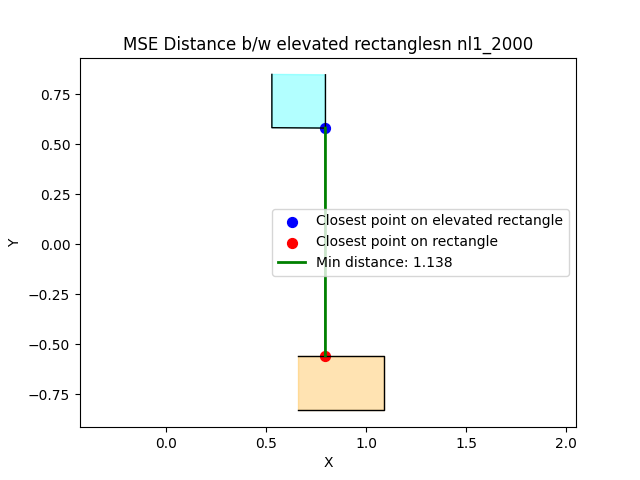 MSE Distance b/w elevated rectanglesn nl1_2000
0.75
0.50
0.25
0.00
−0.25
−0.50
−0.75
Y
Closest point on elevated rectangle
Closest point on rectangle
Min distance: 1.138
0.0 0.5 1.0 1.5 2.0
X